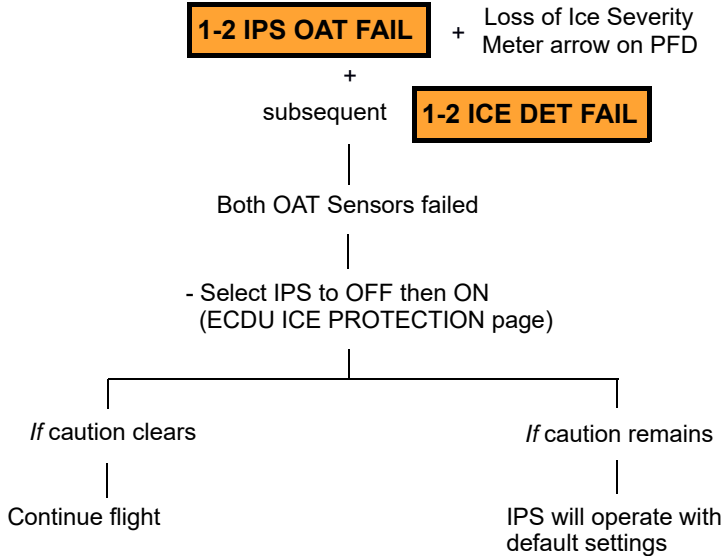 1-2 IPS OAT FAIL + Loss of Ice Severity
Meter arrow on PFD
+
subsequent 1-2 ICE DET FAIL
Both OAT Sensors failed
- Select IPS to OFF then ON
(ECDU ICE PROTECTION page)
If caution clears
If caution remains
Continue flight
IPS will operate with
default settings